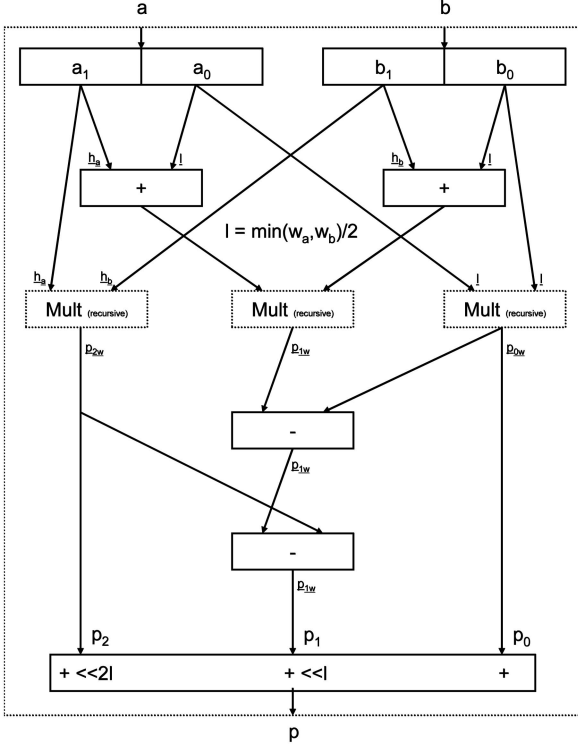 a b
a1 a0 b1 b0
ha l hb l
+ +
l = min(wa,wb)/2
ha hb l l
Mult (recursive) Mult (recursive) Mult (recursive)
p2w p1w p0w
-
p1w
-
p1w
p2 p1 p0
+ <<2l + <<l +
p